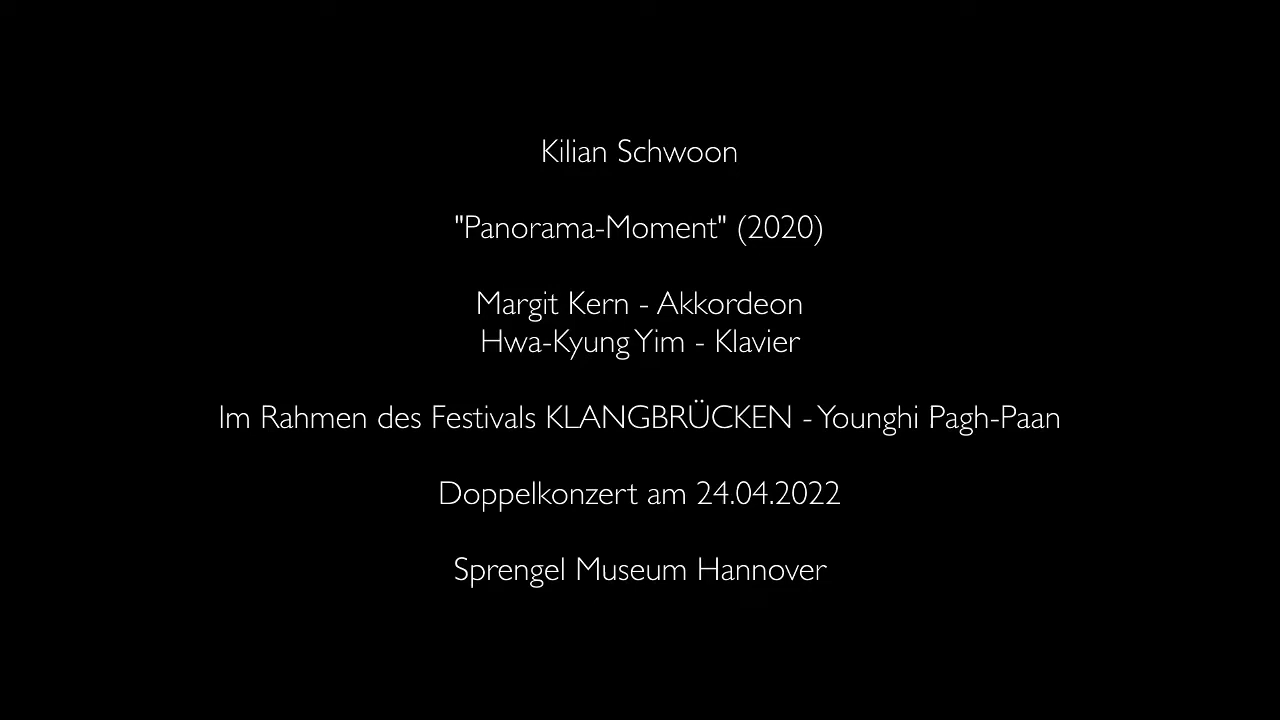 Kilian Schwoon
"Panorama-Moment" (2020)
Margit Kern - Akkordeon
Hwa-Kyung Yim - Klavier
Im Rahmen des Festivals KLANGBRÜCKEN - Younghi Pagh-Paan
Doppelkonzert am 24.04.2022
Sprengel Museum Hannover